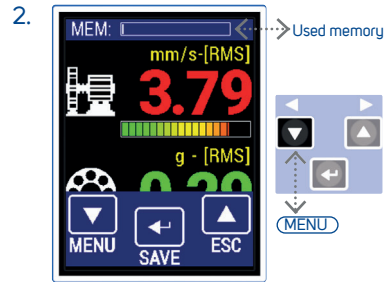 2.
MEM:
Used memory
mm/s-[RMS]
3.79
g - [RMS]
MENU
SAVE
ESC
MENU